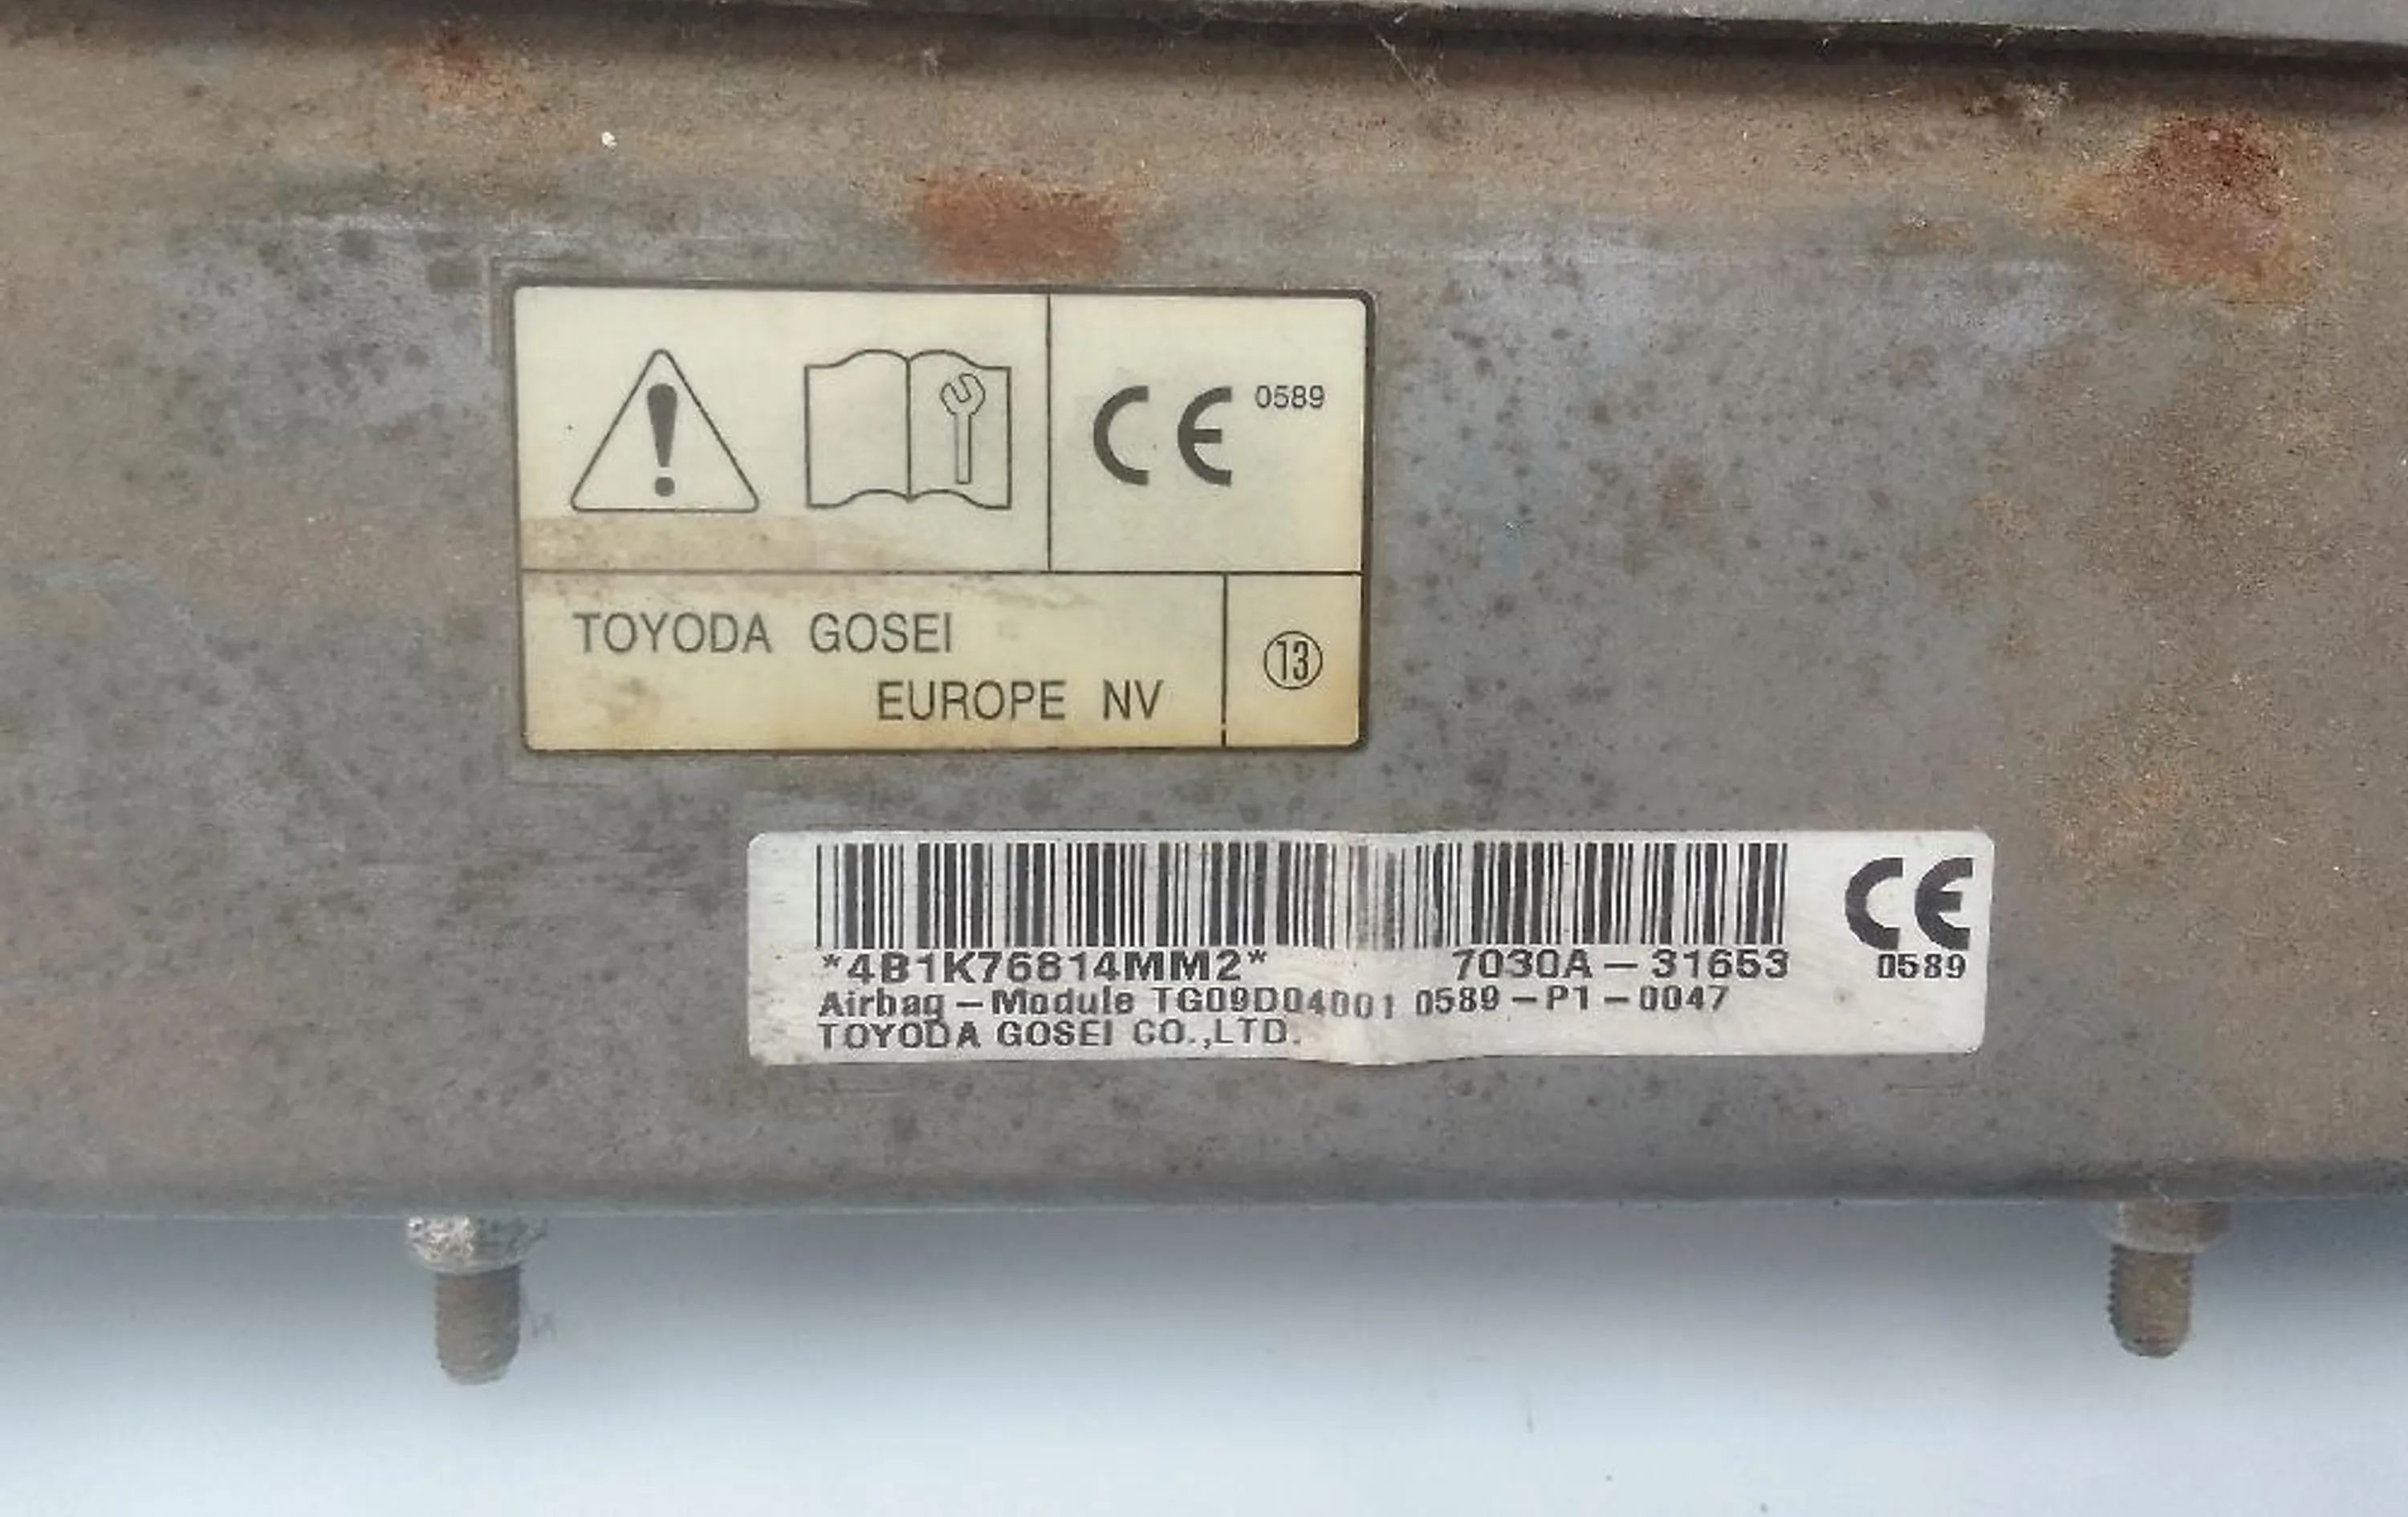 CE 0589
TOYODA GOSEI
EUROPE NV
⑬
*4B1K76814MM2* 7030A-31653
CE
0589
Airbag-Module TG09D04001 0589-P1-0047
TOYODA GOSEI CO.,LTD.